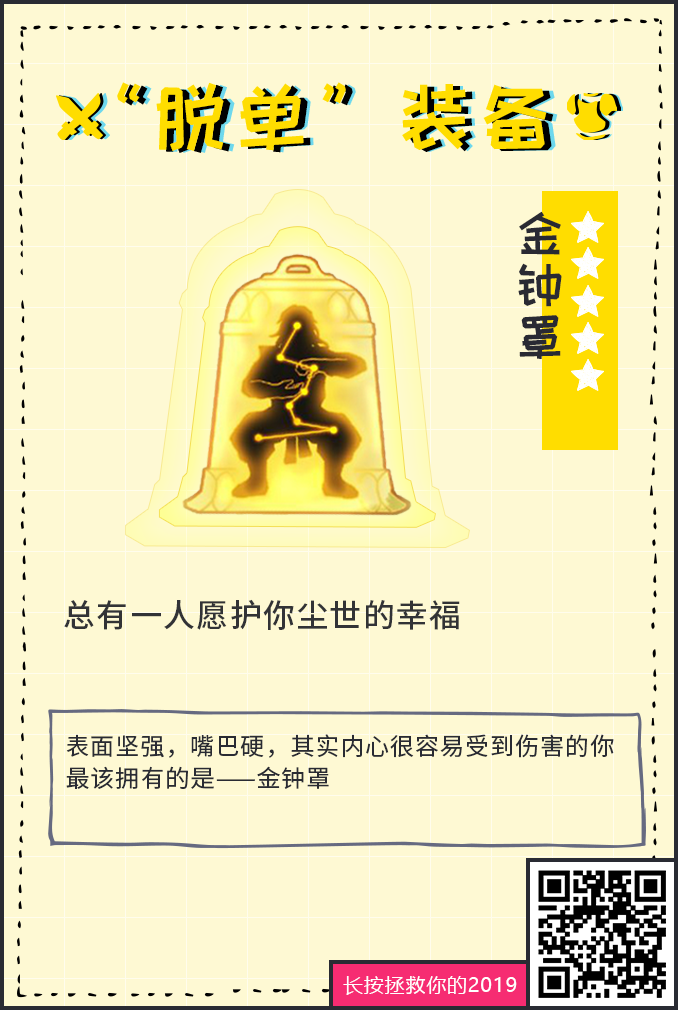 “脱单”装备
金钟罩
总有一人愿护你尘世的幸福
表面坚强，嘴巴硬，其实内心很容易受到伤害的你
最该拥有的是——金钟罩
长按拯救你的2019